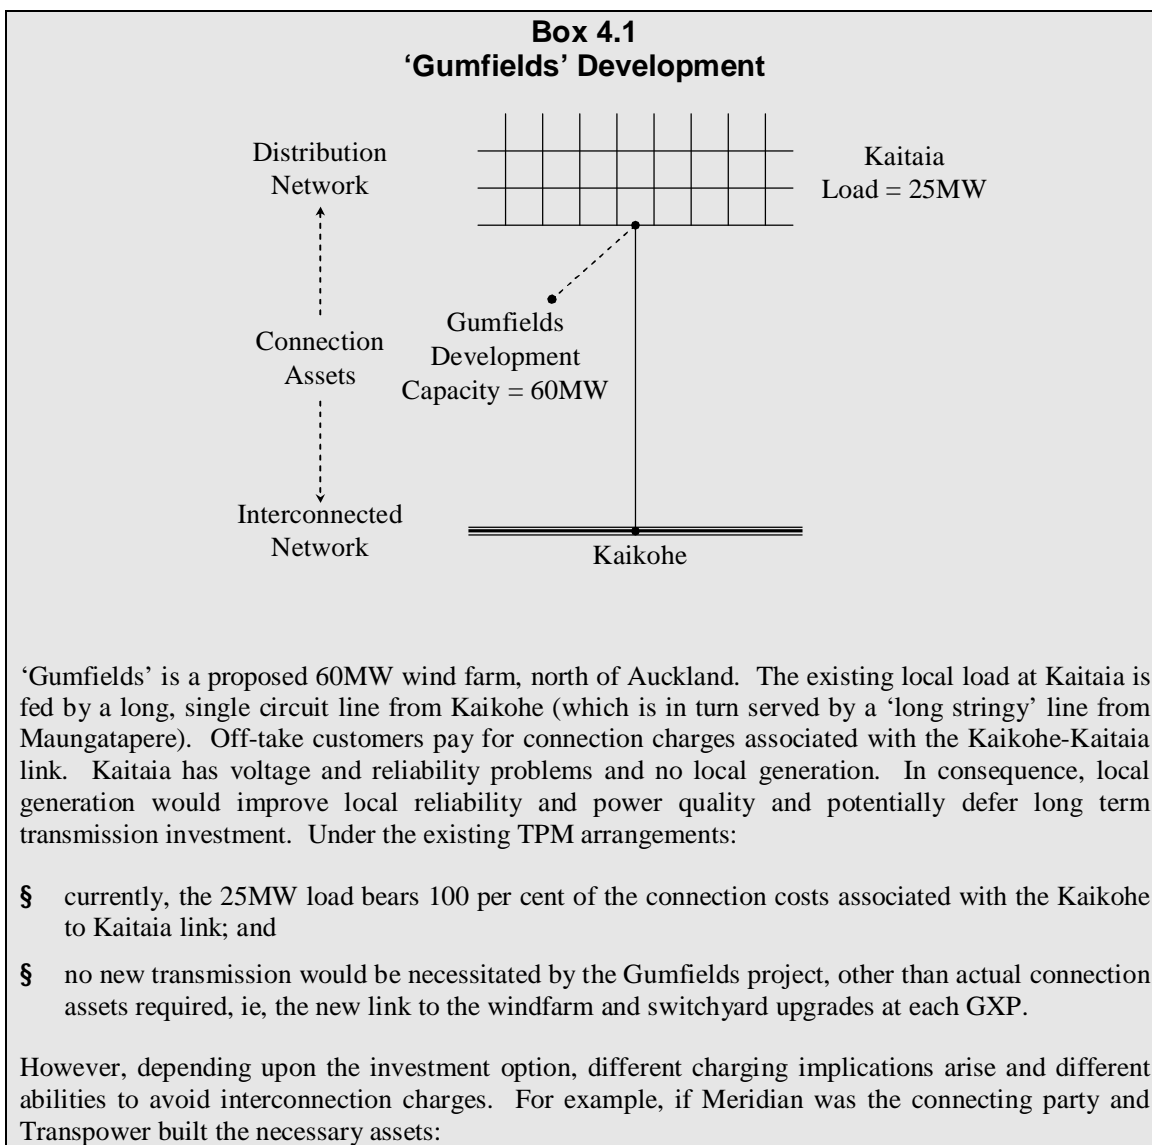 Box 4.1
‘Gumfields’ Development
Distribution
Network
Kaitaia
Load = 25MW
Gumfields
Development
Capacity = 60MW
Connection
Assets
Interconnected
Network
Kaikohe
‘Gumfields’ is a proposed 60MW wind farm, north of Auckland. The existing local load at Kaitaia is
fed by a long, single circuit line from Kaikohe (which is in turn served by a ‘long stringy’ line from
Maungatapere). Off-take customers pay for connection charges associated with the Kaikohe-Kaitaia
link. Kaitaia has voltage and reliability problems and no local generation. In consequence, local
generation would improve local reliability and power quality and potentially defer long term
transmission investment. Under the existing TPM arrangements:
§ currently, the 25MW load bears 100 per cent of the connection costs associated with the Kaikohe
to Kaitaia link; and
§ no new transmission would be necessitated by the Gumfields project, other than actual connection
assets required, ie, the new link to the windfarm and switchyard upgrades at each GXP.
However, depending upon the investment option, different charging implications arise and different
abilities to avoid interconnection charges. For example, if Meridian was the connecting party and
Transpower built the necessary assets: